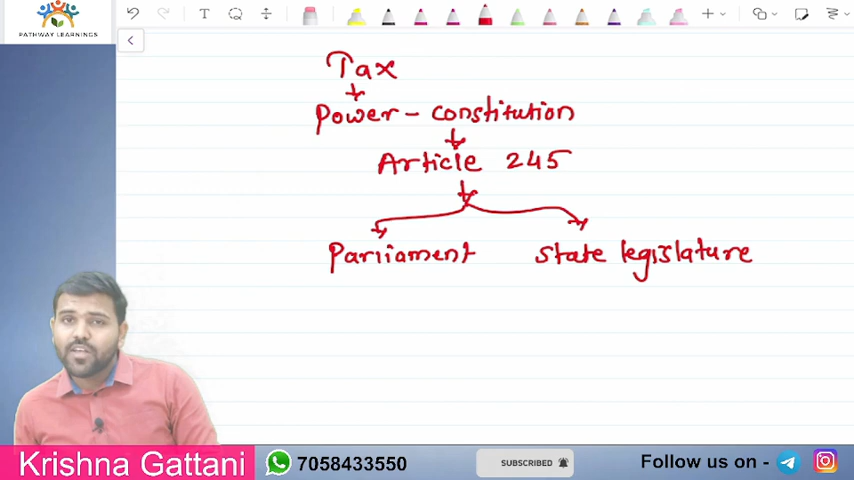 PATHWAY LEARNINGS
Tax
Power - constitution
Article 245
Parliament state legislature
Krishna Gattani 7058433550 SUBSCRIBED Follow us on -